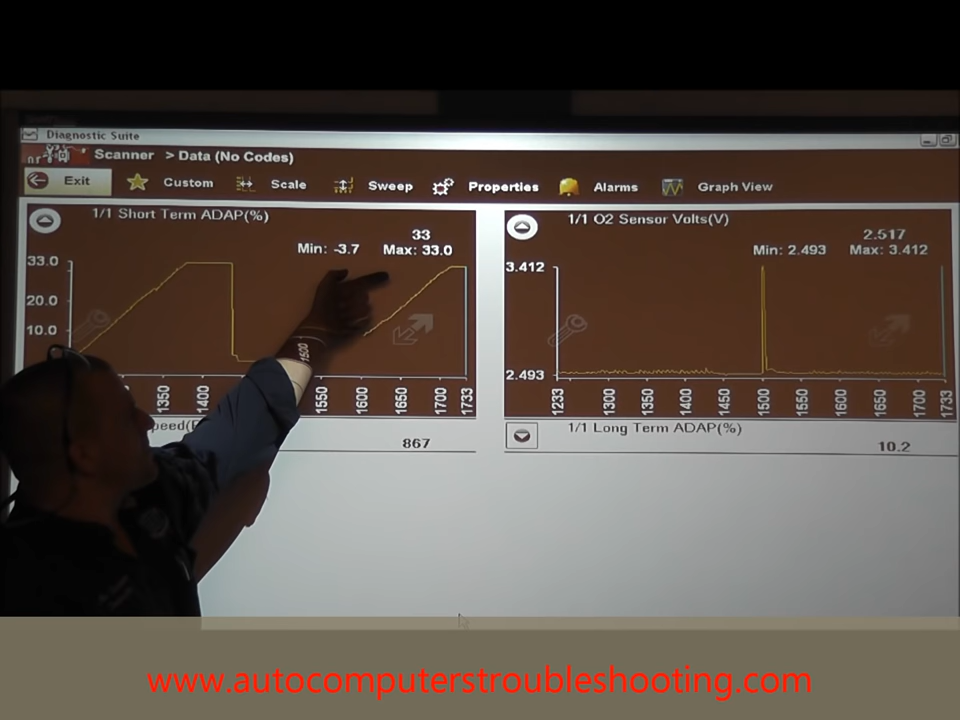 Diagnostic Suite
Scanner > Data (No Codes)
Exit Custom Scale Sweep Properties Alarms Graph View
1/1 Short Term ADAP(%)
33
Min: -3.7 Max: 33.0
33.0
20.0
10.0
1350 1400 1500 1550 1600 1650 1700 1733
867
1/1 O2 Sensor Volts(V)
2.517
Min: 2.493 Max: 3.412
3.412
2.493
1233 1300 1350 1400 1450 1500 1550 1600 1650 1700 1733
1/1 Long Term ADAP(%)
10.2
www.autocomputerstroubleshooting.com